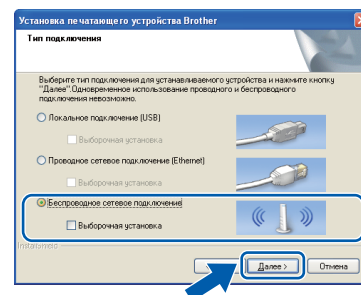 Установка печатающего устройства Brother
Тип подключения
Выберите тип подключения для устанавливаемого устройства и нажмите кнопку
"Далее".Одновременное использование проводного и беспроводного
подключения невозможно.
Локальное подключение (USB)
Выборочная установка
Проводное сетевое подключение (Ethernet)
Выборочная установка
Беспроводное сетевое подключение
Выборочная установка
InstallShield
Далее >
Отмена